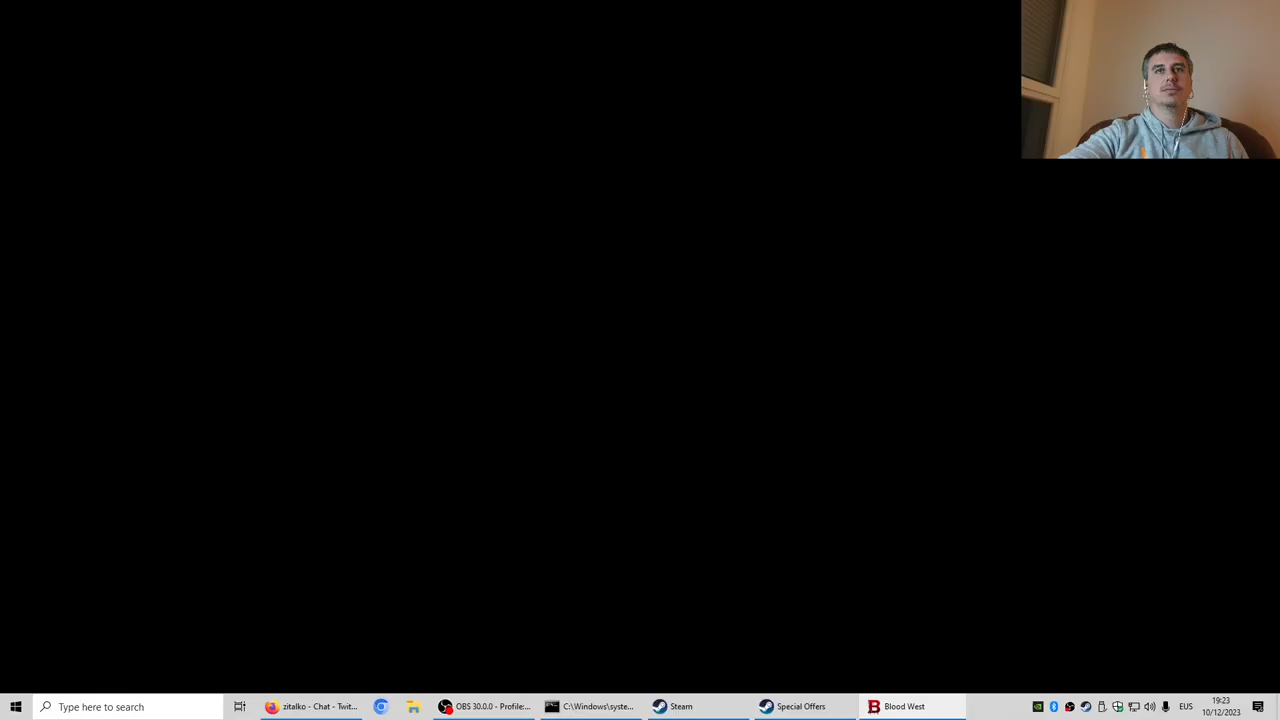 Type here to search
zitalko - Chat - Twit...
OBS 30.0.0 - Profile:...
C:\Windows\syste...
Steam
Special Offers
Blood West
EUS
19:23
10/12/2023